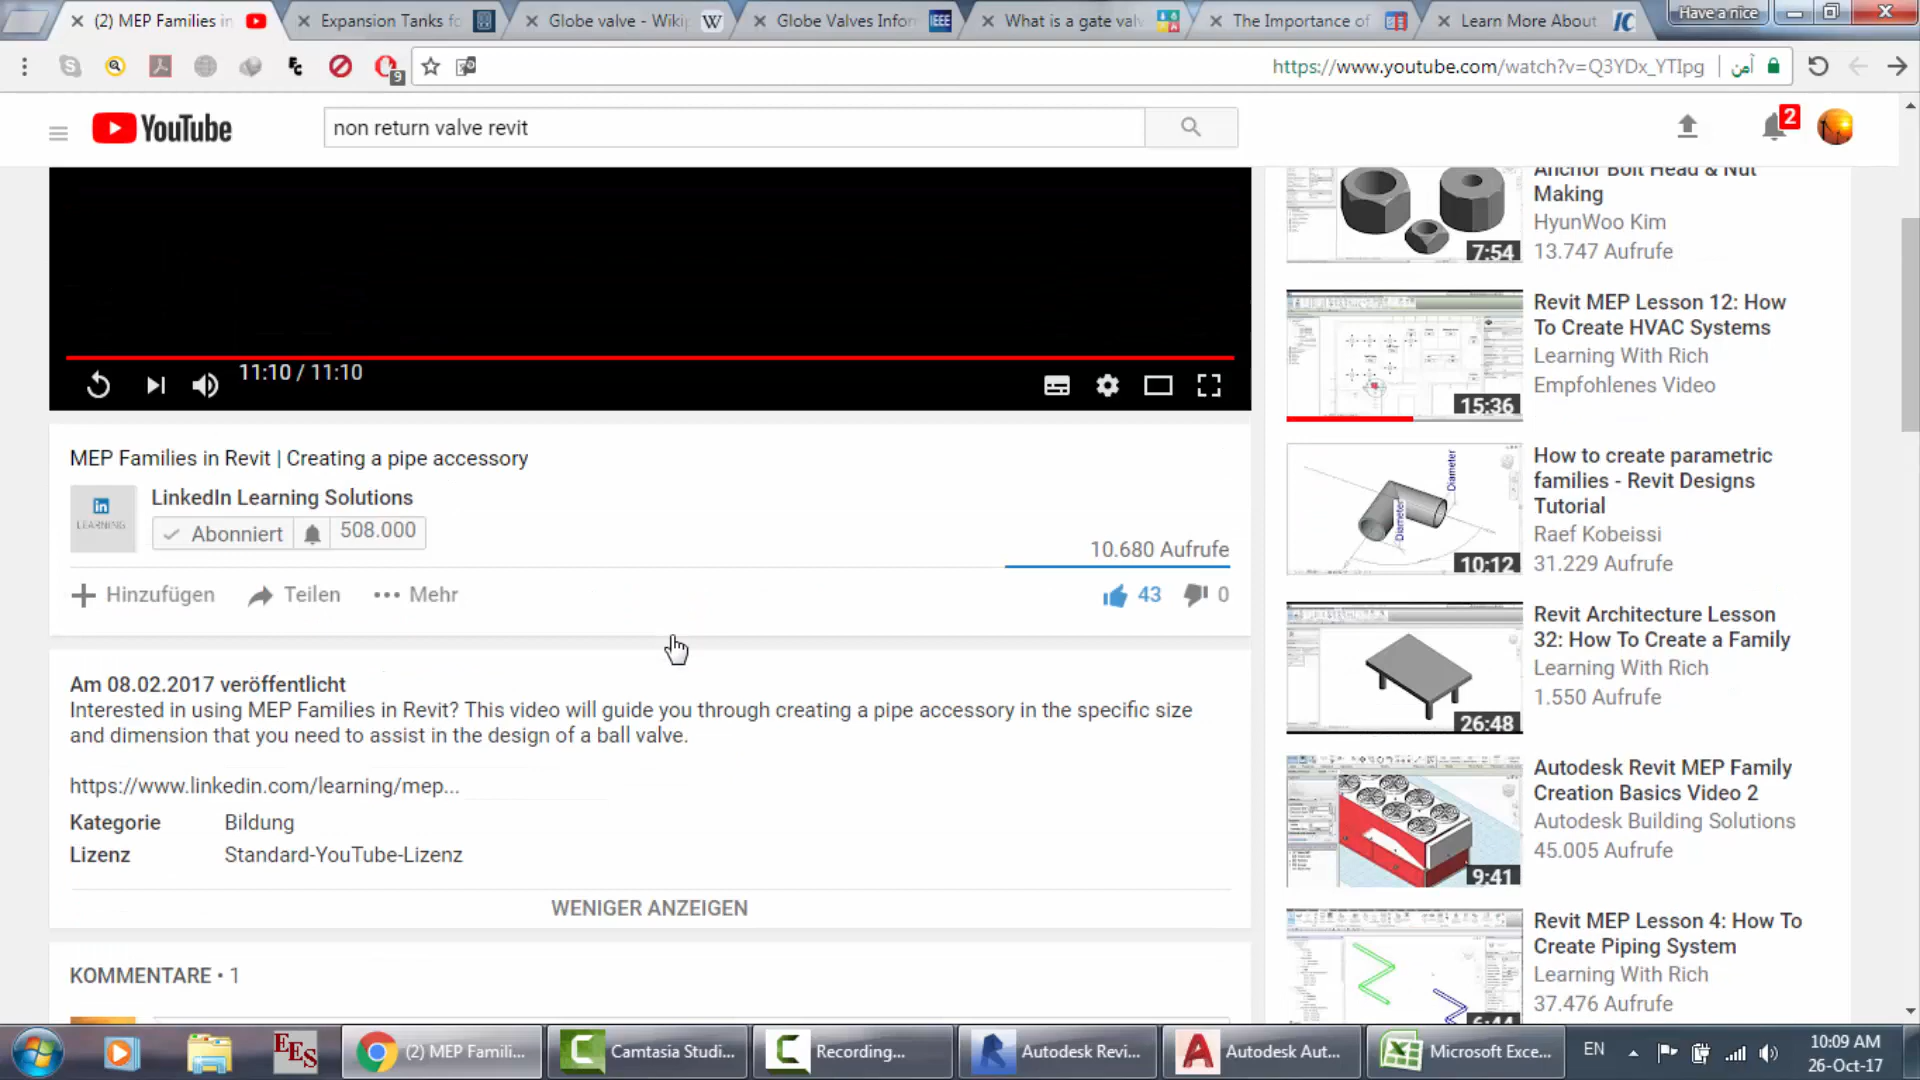 (2) MEP Families in
Expansion Tanks fo
Globe valve - Wikip
Globe Valves Infor
What is a gate valv
The Importance of
Learn More About
Have a nice
9
https://www.youtube.com/watch?v=Q3YDx_YTIpg
آمن
YouTube
non return valve revit
2
11:10 / 11:10
MEP Families in Revit | Creating a pipe accessory
LinkedIn Learning Solutions
in
LEARNING
Abonniert
508.000
10.680 Aufrufe
Hinzufügen
Teilen
Mehr
43
0
Am 08.02.2017 veröffentlicht
Interested in using MEP Families in Revit? This video will guide you through creating a pipe accessory in the specific size
and dimension that you need to assist in the design of a ball valve.
https://www.linkedin.com/learning/mep...
Kategorie Bildung
Lizenz Standard-YouTube-Lizenz
WENIGER ANZEIGEN
KOMMENTARE • 1
Anchor Bolt Head & Nut
Making
HyunWoo Kim
13.747 Aufrufe
7:54
Revit MEP Lesson 12: How
To Create HVAC Systems
Learning With Rich
Empfohlenes Video
15:36
How to create parametric
families - Revit Designs
Tutorial
Raef Kobeissi
31.229 Aufrufe
Diameter
Diameter
10:12
Revit Architecture Lesson
32: How To Create a Family
Learning With Rich
1.550 Aufrufe
26:48
Autodesk Revit MEP Family
Creation Basics Video 2
Autodesk Building Solutions
45.005 Aufrufe
9:41
Revit MEP Lesson 4: How To
Create Piping System
Learning With Rich
37.476 Aufrufe
6:44
EES
(2) MEP Famili...
Camtasia Studi...
Recording...
Autodesk Revi...
Autodesk Aut...
Microsoft Exce...
EN
10:09 AM
26-Oct-17